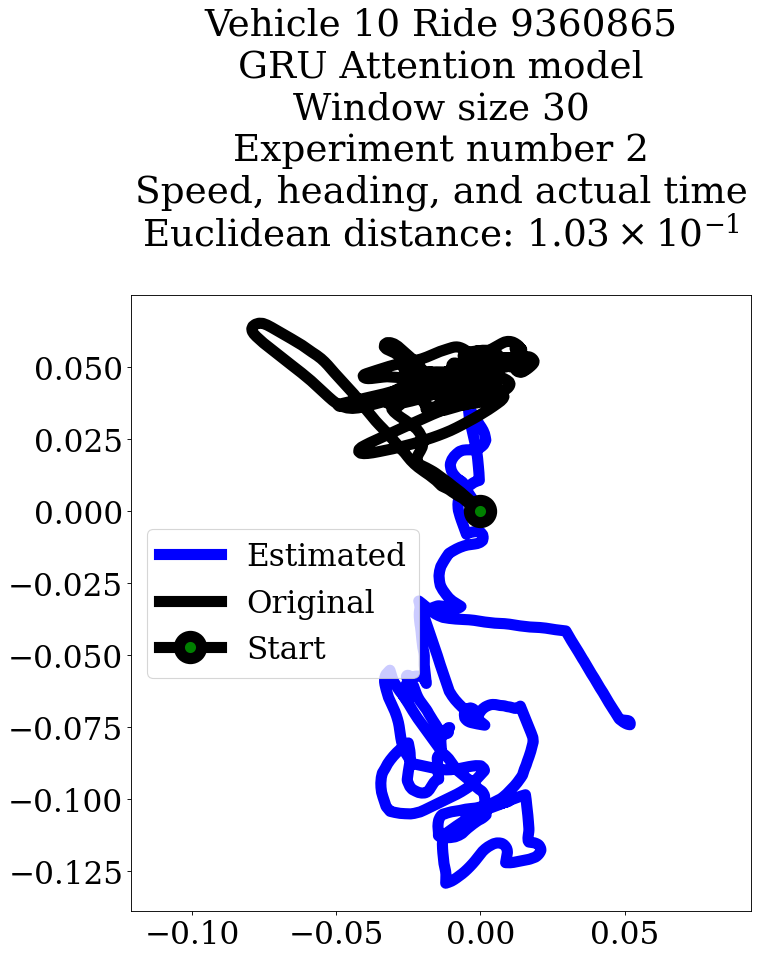 Vehicle 10 Ride 9360865
GRU Attention model
Window size 30
Experiment number 2
Speed, heading, and actual time
Euclidean distance: 1.03 × 10⁻¹
0.050
0.025
0.000
−0.025
−0.050
−0.075
−0.100
−0.125
Estimated
Original
Start
−0.10
−0.05
0.00
0.05